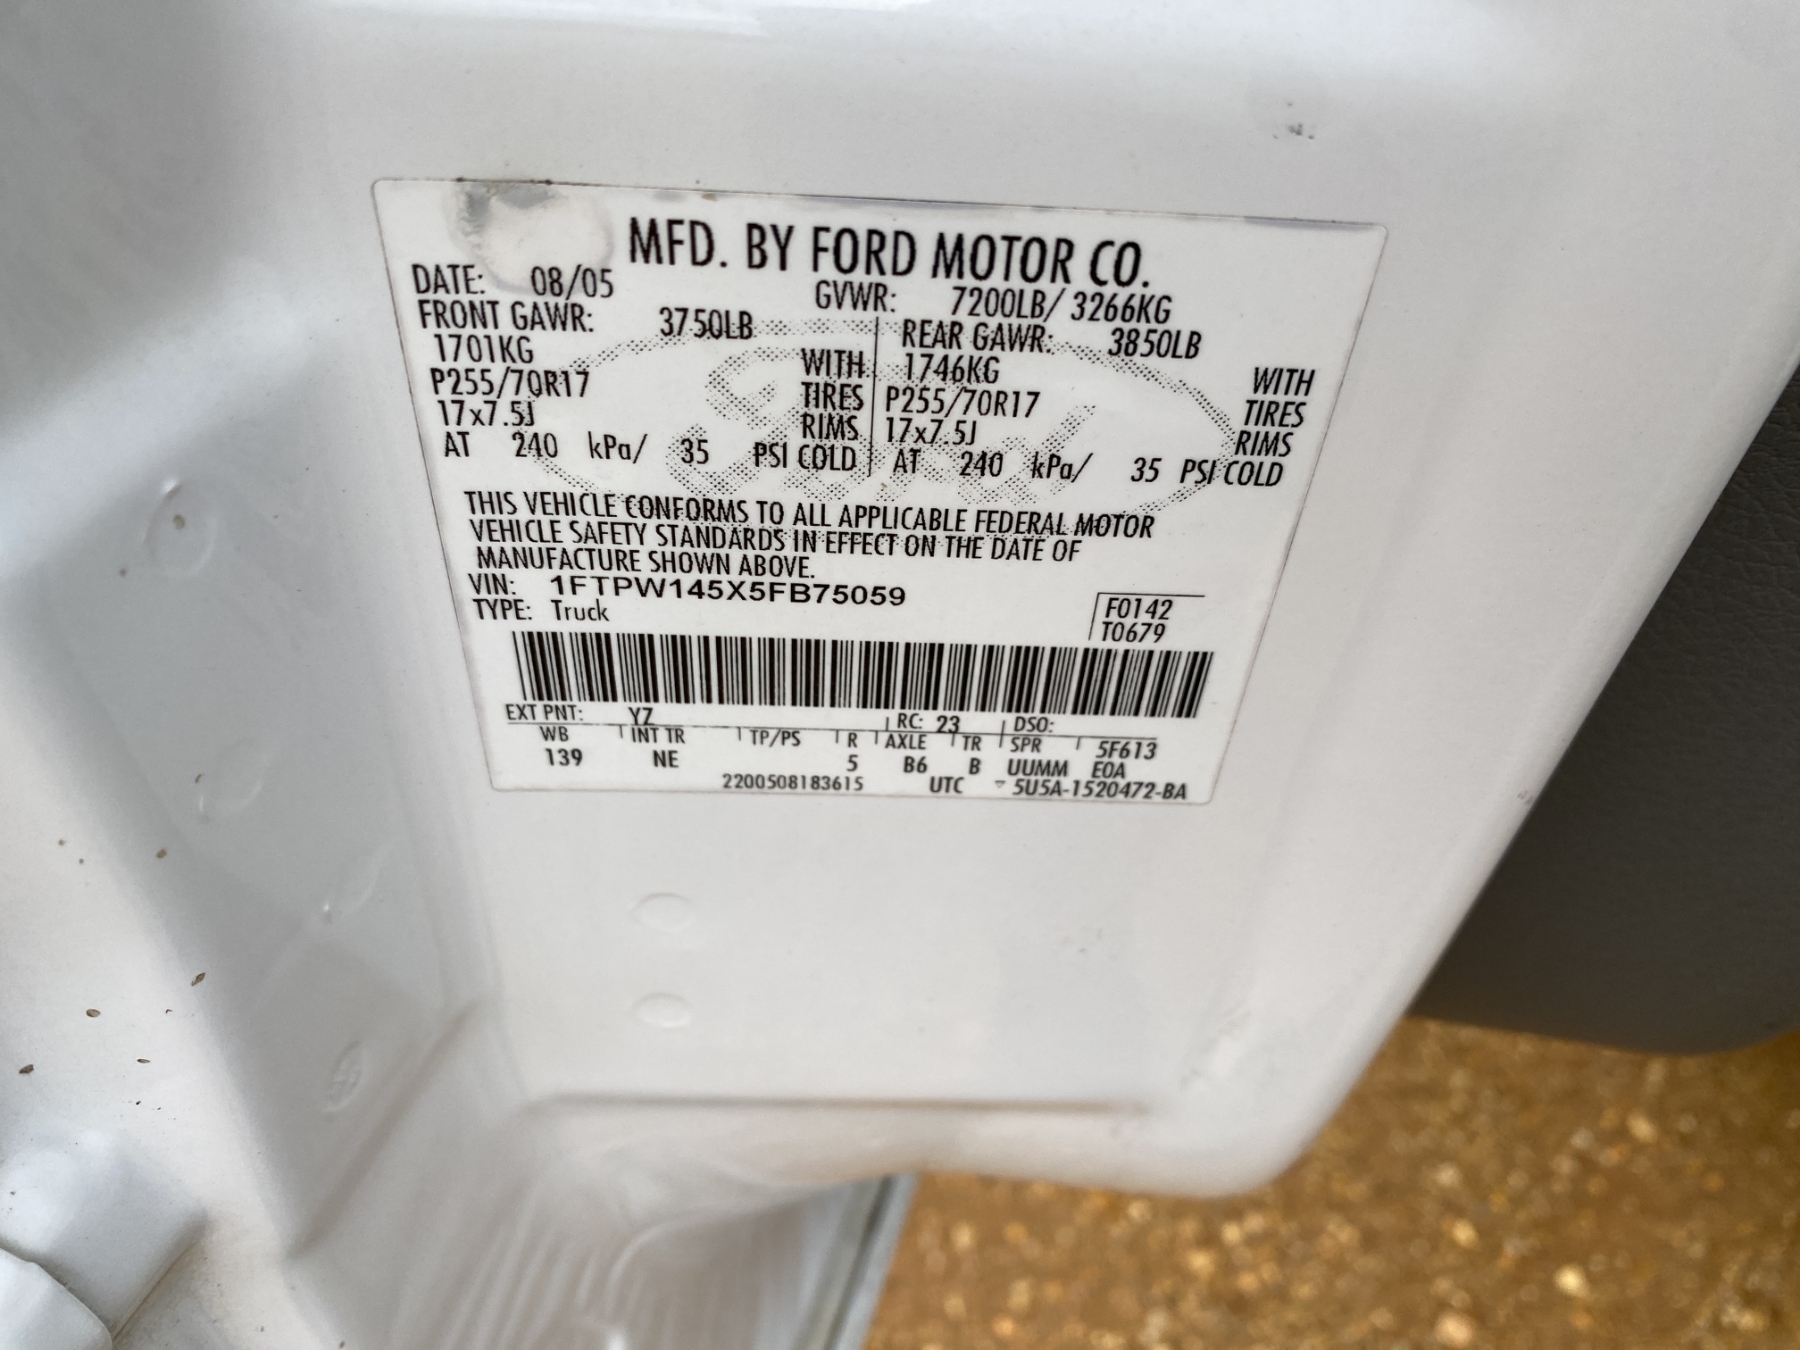 MFD. BY FORD MOTOR CO.
DATE: 08/05 GVWR: 7200LB/ 3266KG
FRONT GAWR: 3750LB REAR GAWR: 3850LB
1701KG WITH 1746KG WITH
P255/70R17 TIRES P255/70R17 TIRES
17x7.5J RIMS 17x7.5J RIMS
AT 240 kPa/ 35 PSI COLD AT 240 kPa/ 35 PSI COLD
THIS VEHICLE CONFORMS TO ALL APPLICABLE FEDERAL MOTOR
VEHICLE SAFETY STANDARDS IN EFFECT ON THE DATE OF
MANUFACTURE SHOWN ABOVE.
VIN: 1FTPW145X5FB75059
TYPE: Truck
F0142
T0679
EXT PNT: YZ RC: 23 DSO:
WB INT TR TP/PS R AXLE TR SPR 5F613
139 NE 5 B6 B UUMM E0A
2200508183615 UTC 5U5A-1520472-BA
Ford